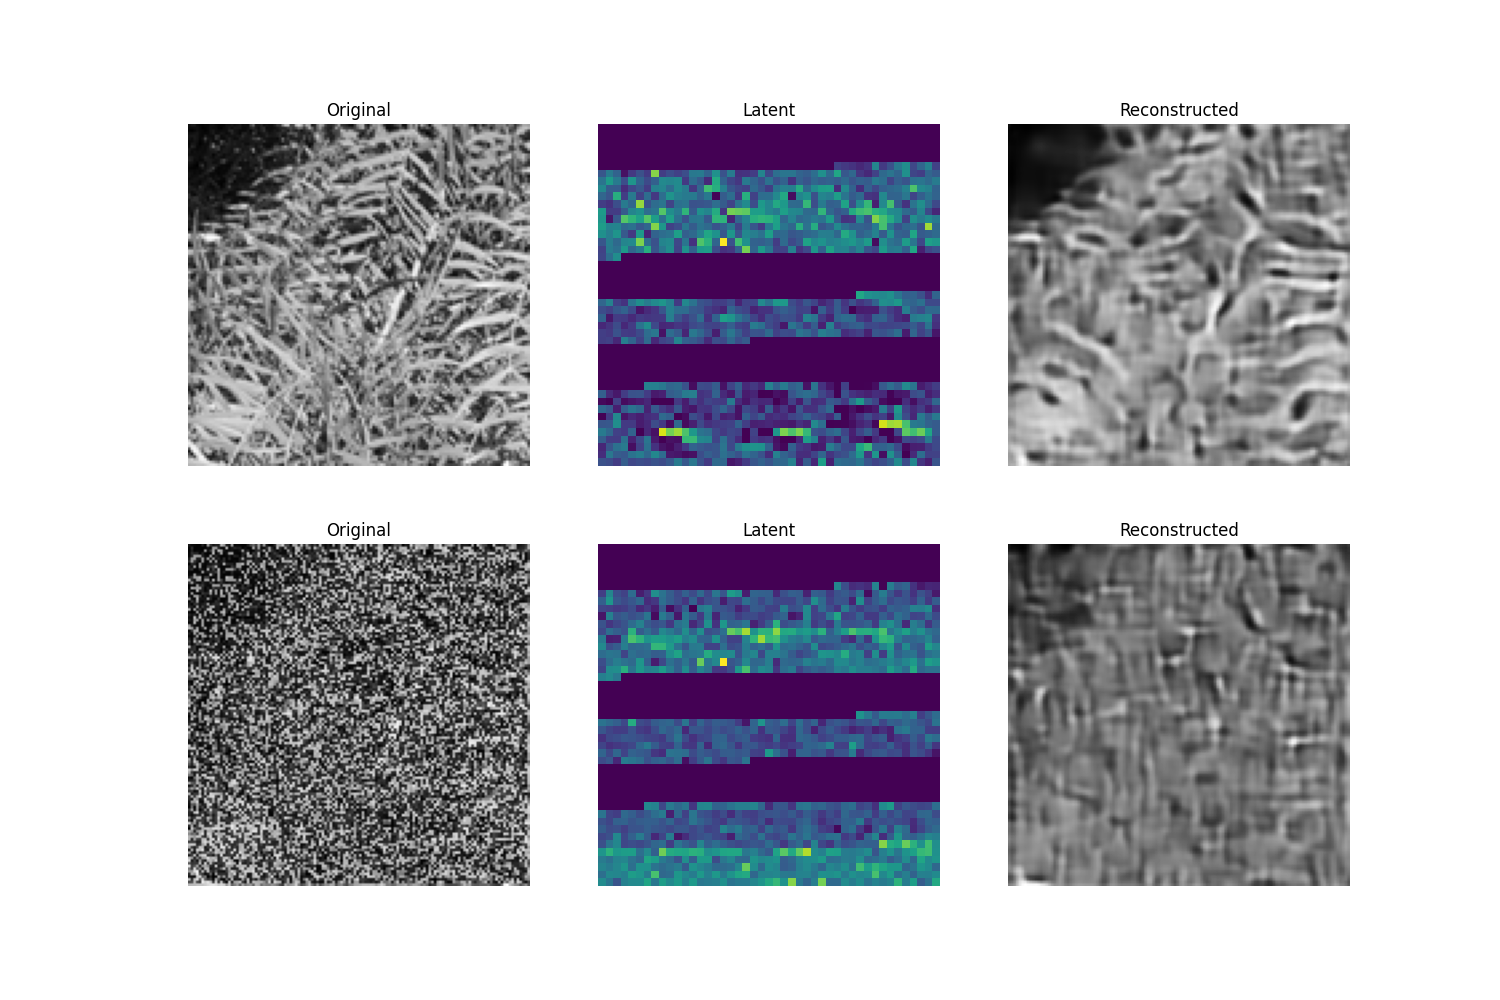 Original
Latent
Reconstructed
Original
Latent
Reconstructed